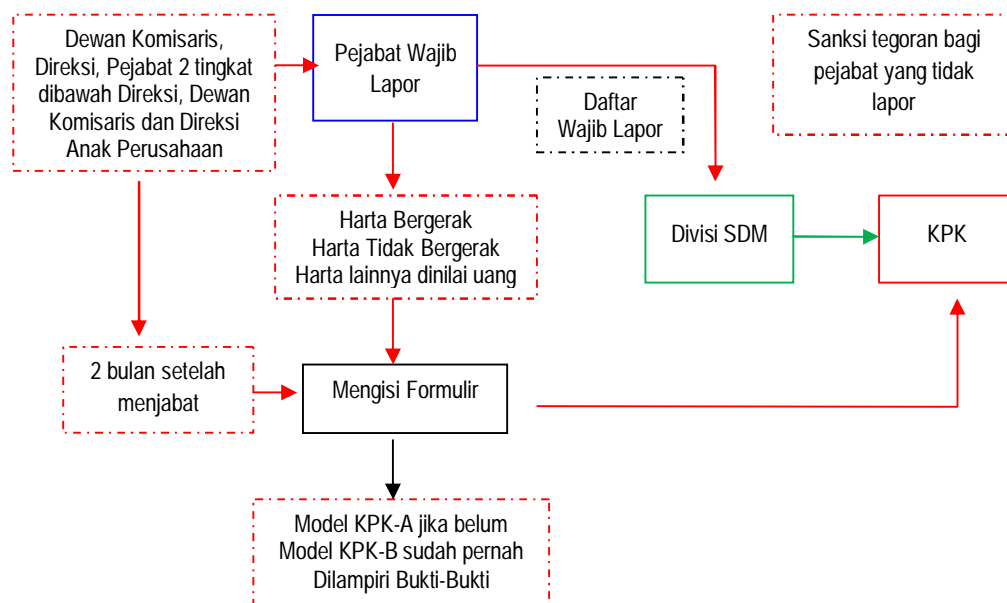 Dewan Komisaris,
Direksi, Pejabat 2 tingkat
dibawah Direksi, Dewan
Komisaris dan Direksi
Anak Perusahaan
Pejabat Wajib
Lapor
Daftar
Wajib Lapor
Sanksi tegoran bagi
pejabat yang tidak
lapor
Harta Bergerak
Harta Tidak Bergerak
Harta lainnya dinilai uang
Divisi SDM
KPK
2 bulan setelah
menjabat
Mengisi Formulir
Model KPK-A jika belum
Model KPK-B sudah pernah
Dilampiri Bukti-Bukti